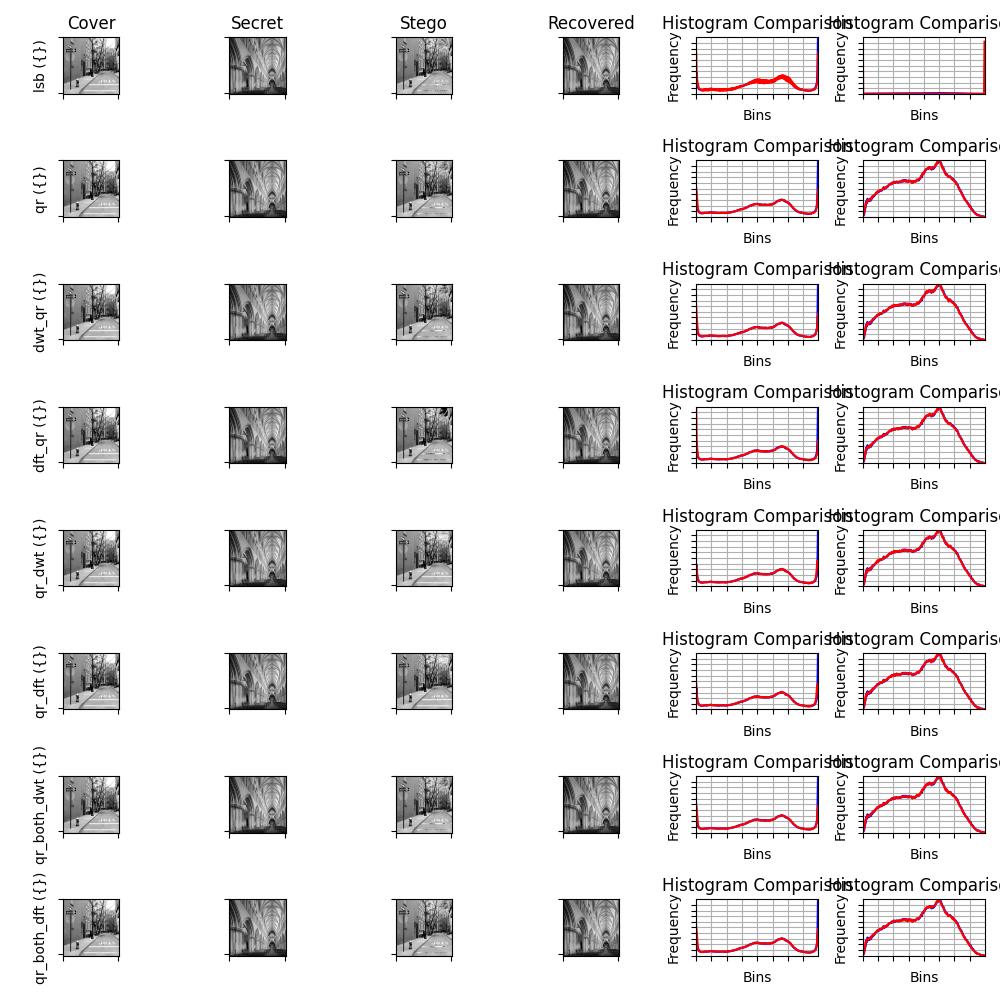 Cover Secret Stego Recovered Histogram Comparison Histogram Comparis
lsb ({})
Frequency Frequency
Bins Bins
Histogram Comparison Histogram Comparis
qr ({})
Frequency Frequency
Bins Bins
Histogram Comparison Histogram Comparis
dwt_qr ({})
Frequency Frequency
Bins Bins
Histogram Comparison Histogram Comparis
dft_qr ({})
Frequency Frequency
Bins Bins
Histogram Comparison Histogram Comparis
qr_dwt ({})
Frequency Frequency
Bins Bins
Histogram Comparison Histogram Comparis
qr_dft ({})
Frequency Frequency
Bins Bins
Histogram Comparison Histogram Comparis
qr_both_dwt ({})
Frequency Frequency
Bins Bins
Histogram Comparison Histogram Comparis
qr_both_dft ({})
Frequency Frequency
Bins Bins